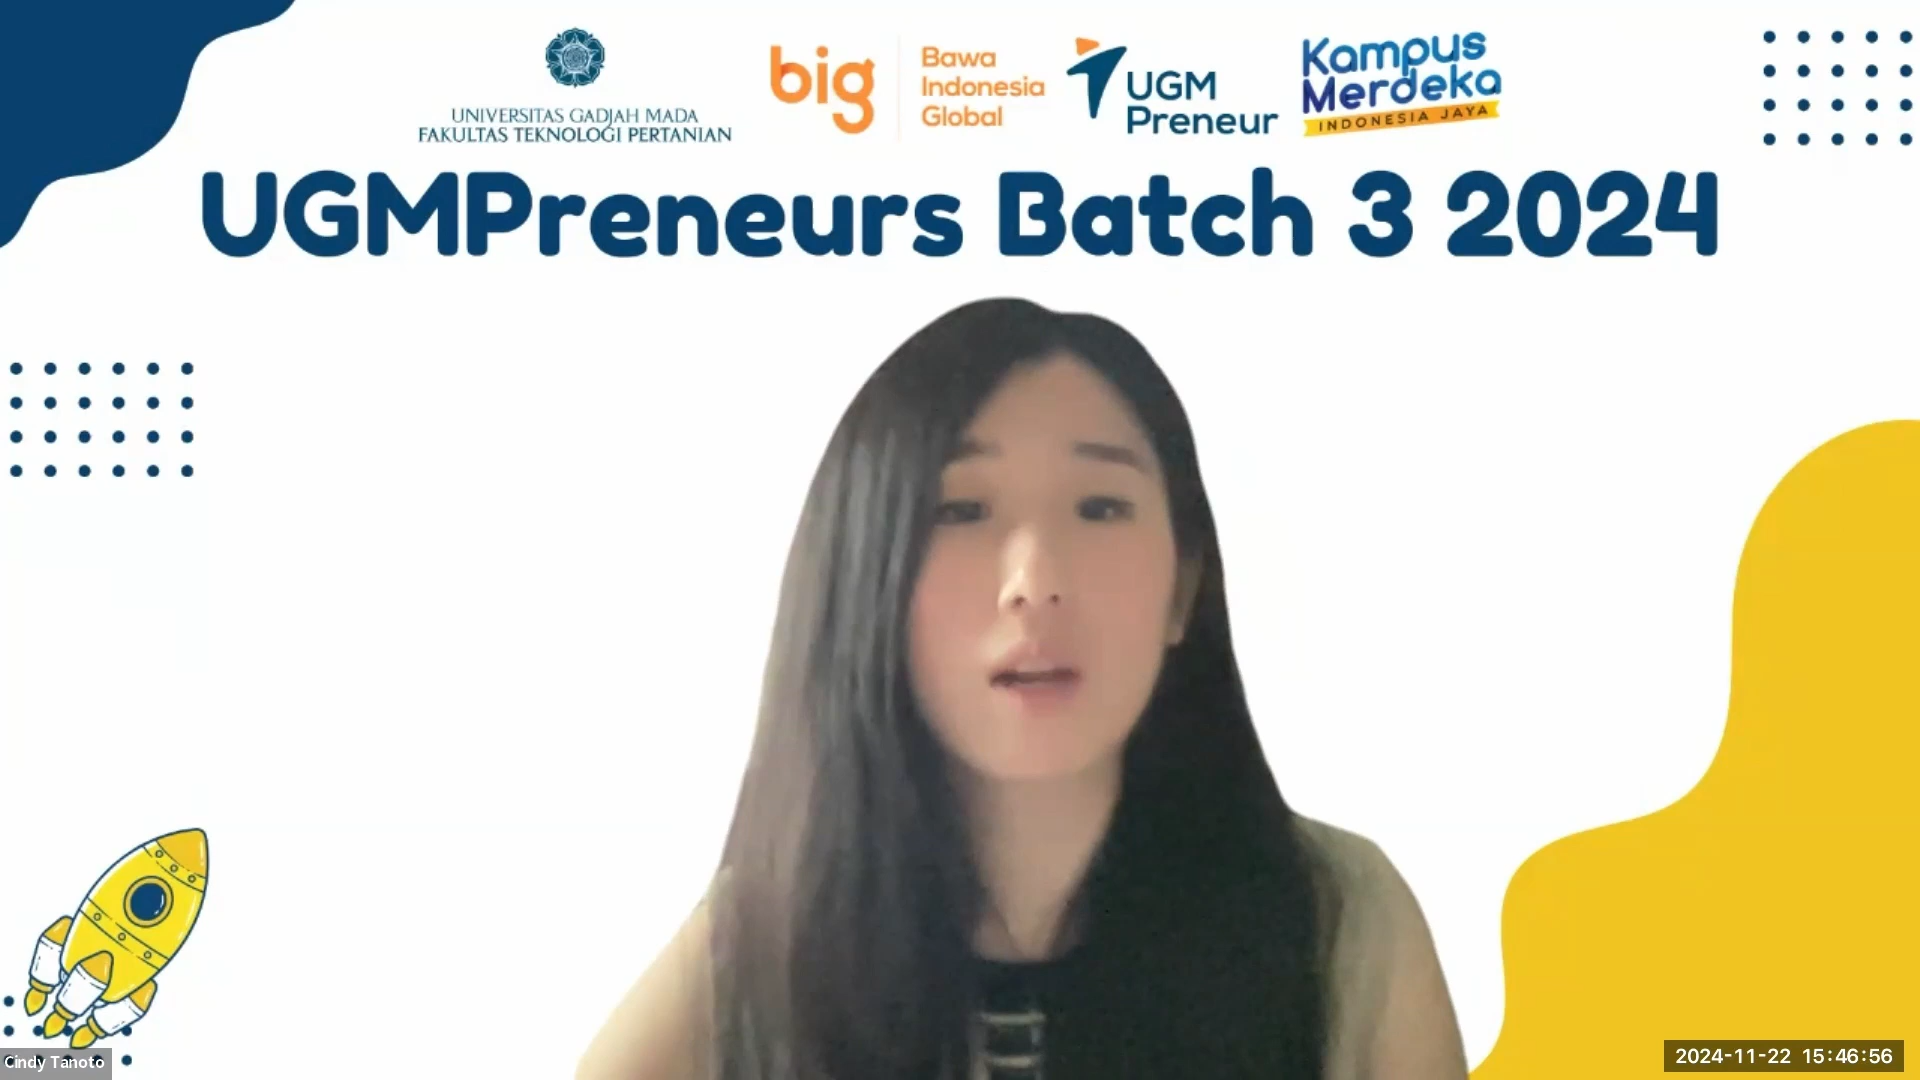 UNIVERSITAS GADJAH MADA
FAKULTAS TEKNOLOGI PERTANIAN
big
Bawa
Indonesia
Global
UGM
Preneur
Kampus
Merdeka
INDONESIA JAYA
UGMPreneurs Batch 3 2024
Cindy Tanoto
2024-11-22 15:46:56